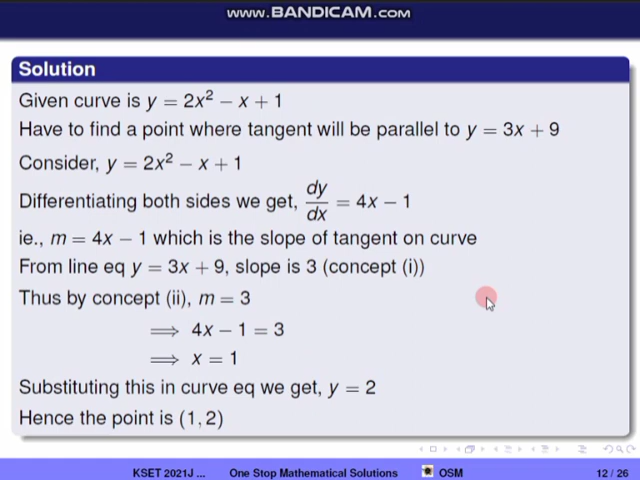 www.BANDICAM.com
Solution
Given curve is y = 2x² − x + 1
Have to find a point where tangent will be parallel to y = 3x + 9
Consider, y = 2x² − x + 1
Differentiating both sides we get, dy/dx = 4x − 1
ie., m = 4x − 1 which is the slope of tangent on curve
From line eq y = 3x + 9, slope is 3 (concept (i))
Thus by concept (ii), m = 3
⟹ 4x − 1 = 3
⟹ x = 1
Substituting this in curve eq we get, y = 2
Hence the point is (1, 2)
KSET 2021J ... One Stop Mathematical Solutions OSM 12 / 26